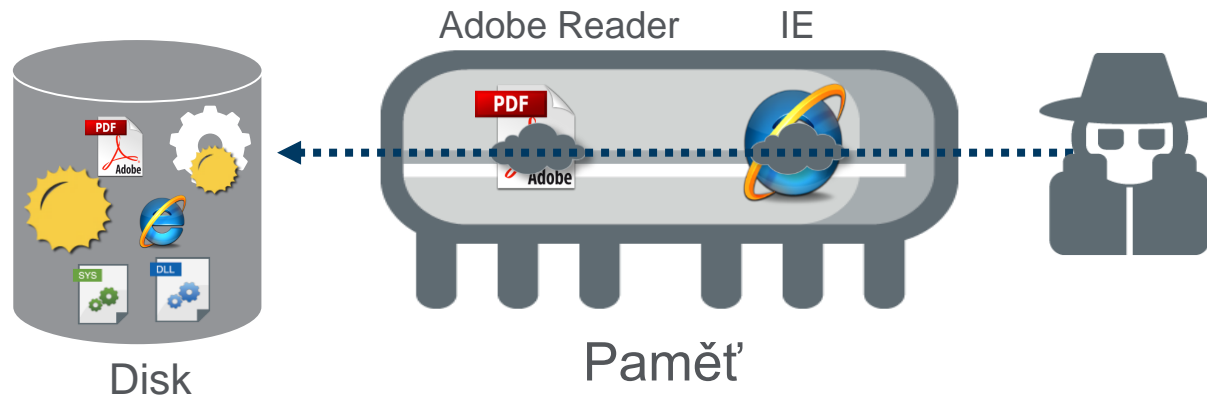 Adobe Reader
IE
PDF
Adobe
SYS
DLL
PDF
Adobe
Disk
Paměť